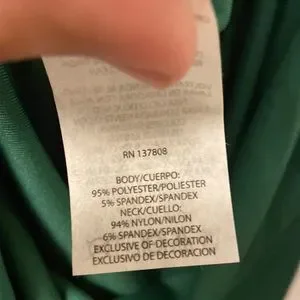 RN 137808
BODY/CUERPO:
95% POLYESTER/POLIESTER
5% SPANDEX/SPANDEX
NECK/CUELLO:
94% NYLON/NILON
6% SPANDEX/SPANDEX
EXCLUSIVE OF DECORATION
EXCLUSIVO DE DECORACION